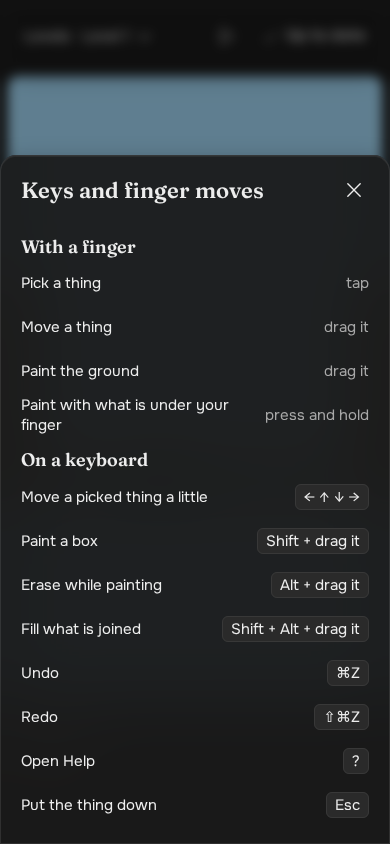 Keys and finger moves
With a finger
Pick a thing tap
Move a thing drag it
Paint the ground drag it
Paint with what is under your finger press and hold
On a keyboard
Move a picked thing a little ← ↑ ↓ →
Paint a box Shift + drag it
Erase while painting Alt + drag it
Fill what is joined Shift + Alt + drag it
Undo ⌘Z
Redo ⇧⌘Z
Open Help ?
Put the thing down Esc